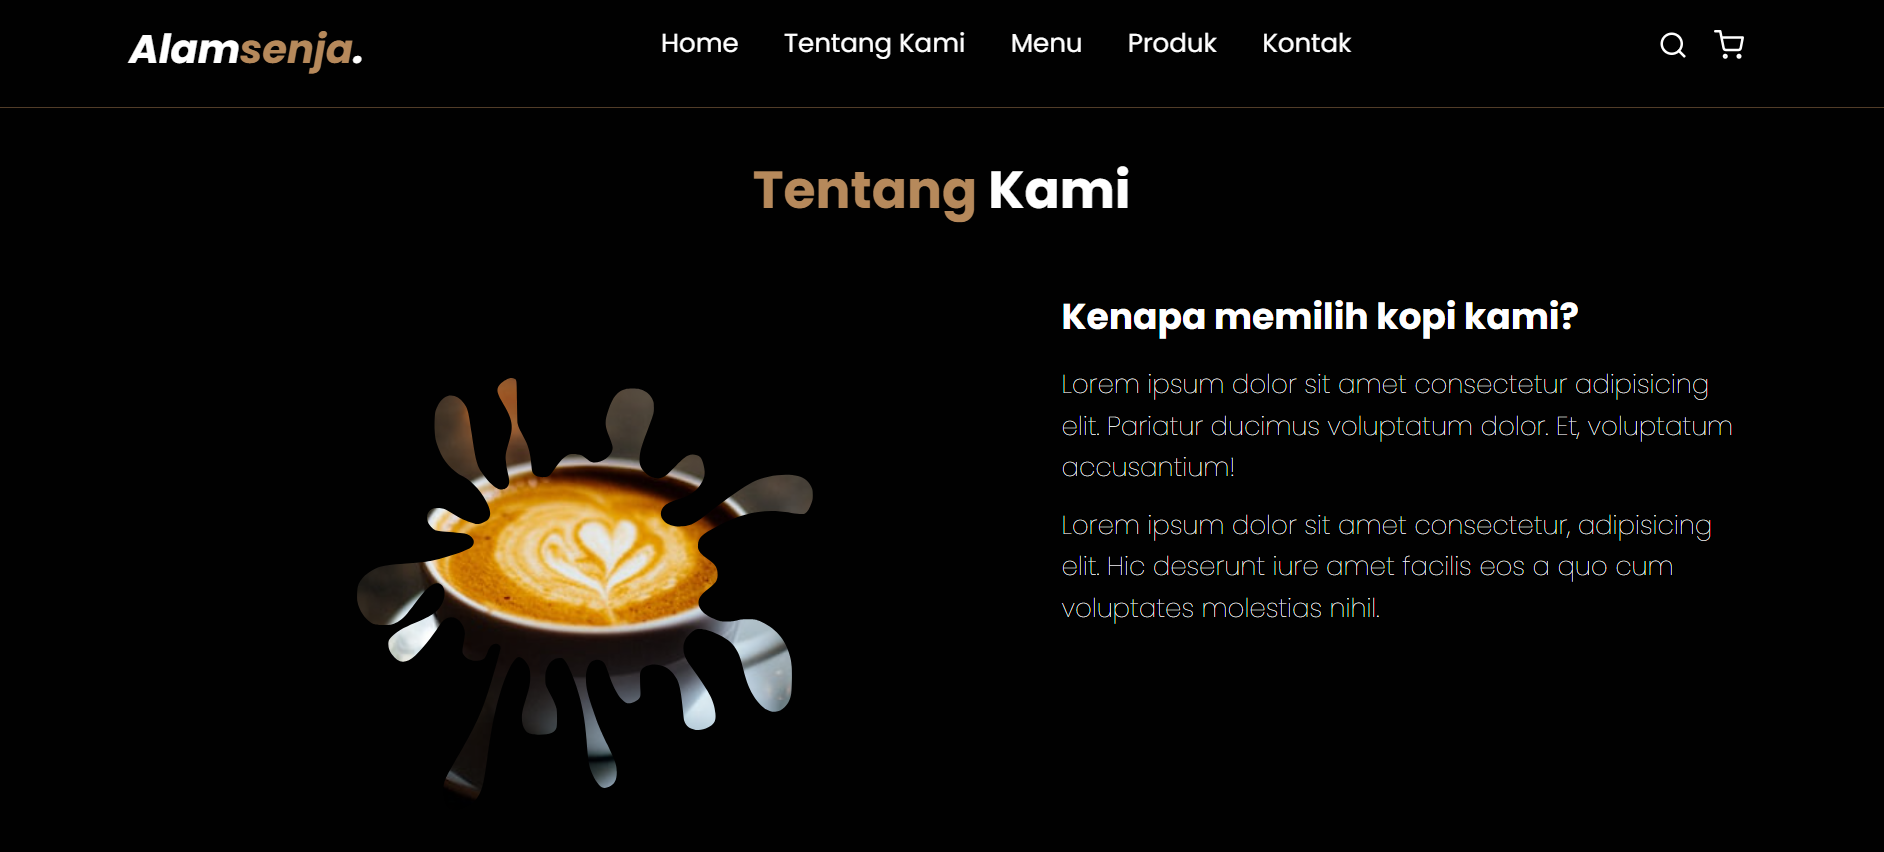 Alamsenja.
Home Tentang Kami Menu Produk Kontak
Tentang Kami
Kenapa memilih kopi kami?
Lorem ipsum dolor sit amet consectetur adipisicing
elit. Pariatur ducimus voluptatum dolor. Et, voluptatum
accusantium!
Lorem ipsum dolor sit amet consectetur, adipisicing
elit. Hic deserunt iure amet facilis eos a quo cum
voluptates molestias nihil.